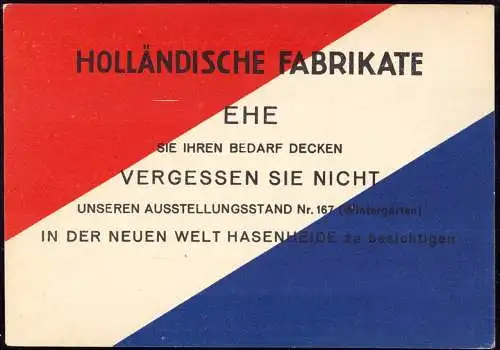 HOLLÄNDISCHE FABRIKATE
EHE
SIE IHREN BEDARF DECKEN
VERGESSEN SIE NICHT
UNSEREN AUSSTELLUNGSSTAND Nr. 167 (Wintergarten)
IN DER NEUEN WELT HASENHEIDE zu besichtigen